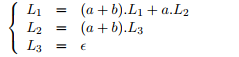 L₁ = (a + b).L₁ + a.L₂
L₂ = (a + b).L₃
L₃ = ϵ